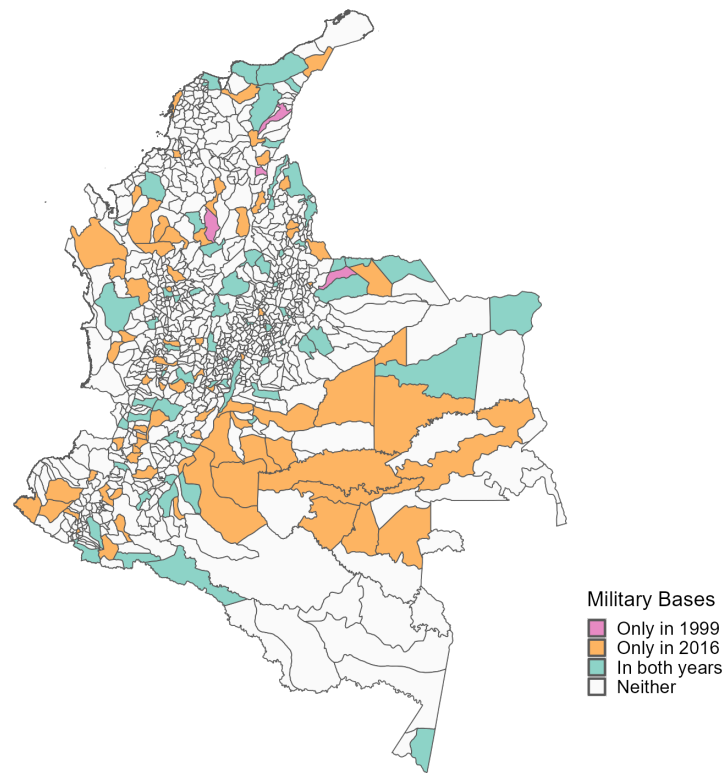 Military Bases
Only in 1999
Only in 2016
In both years
Neither